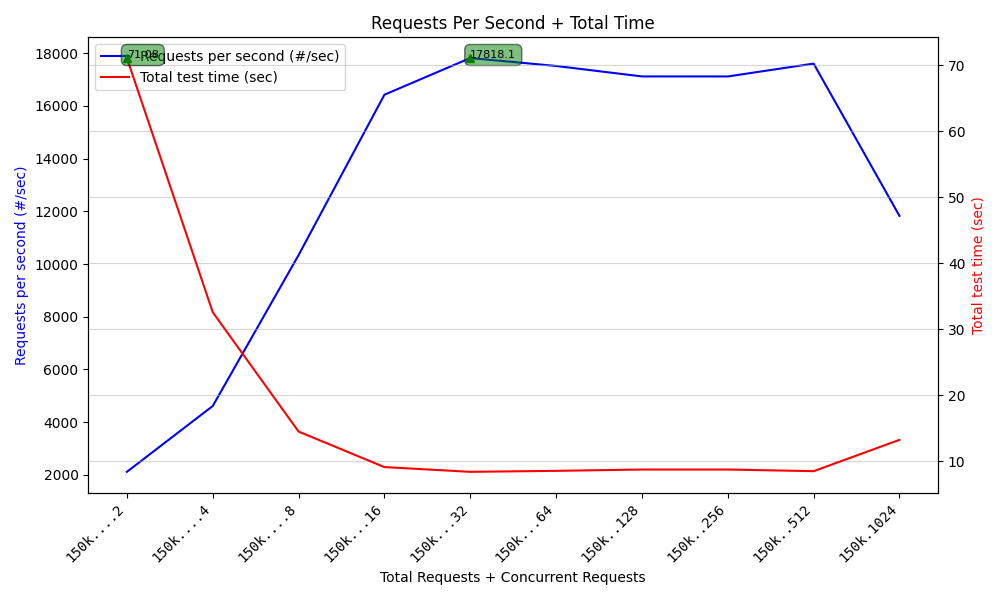 Requests Per Second + Total Time
Requests per second (#/sec)
Total test time (sec)
71.08
17818.1
18000
16000
14000
12000
10000
8000
6000
4000
2000
Requests per second (#/sec)
70
60
50
40
30
20
10
Total test time (sec)
150k....2
150k....4
150k....8
150k...16
150k...32
150k...64
150k..128
150k..256
150k..512
150k.1024
Total Requests + Concurrent Requests